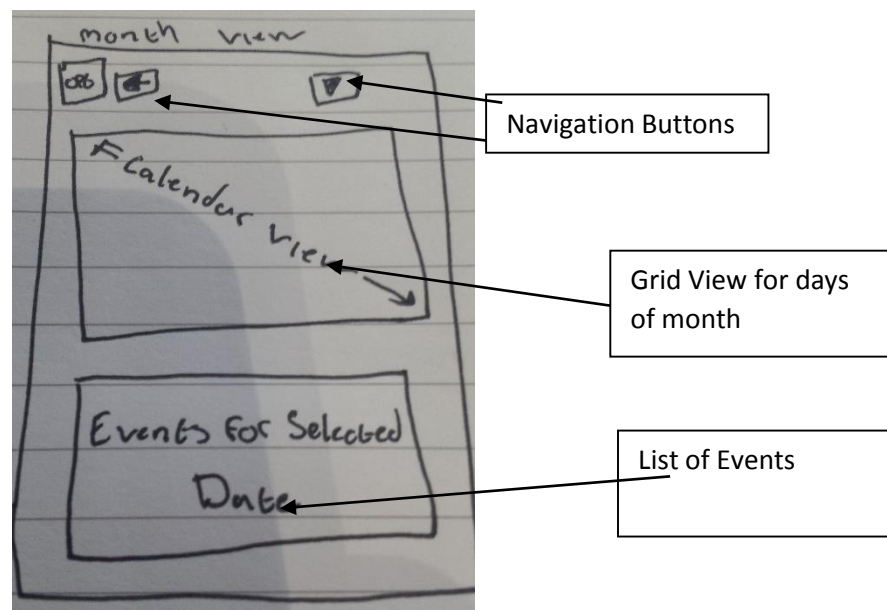 month view
Navigation Buttons
Calendar View
Grid View for days
of month
Events For Selected
Date
List of Events